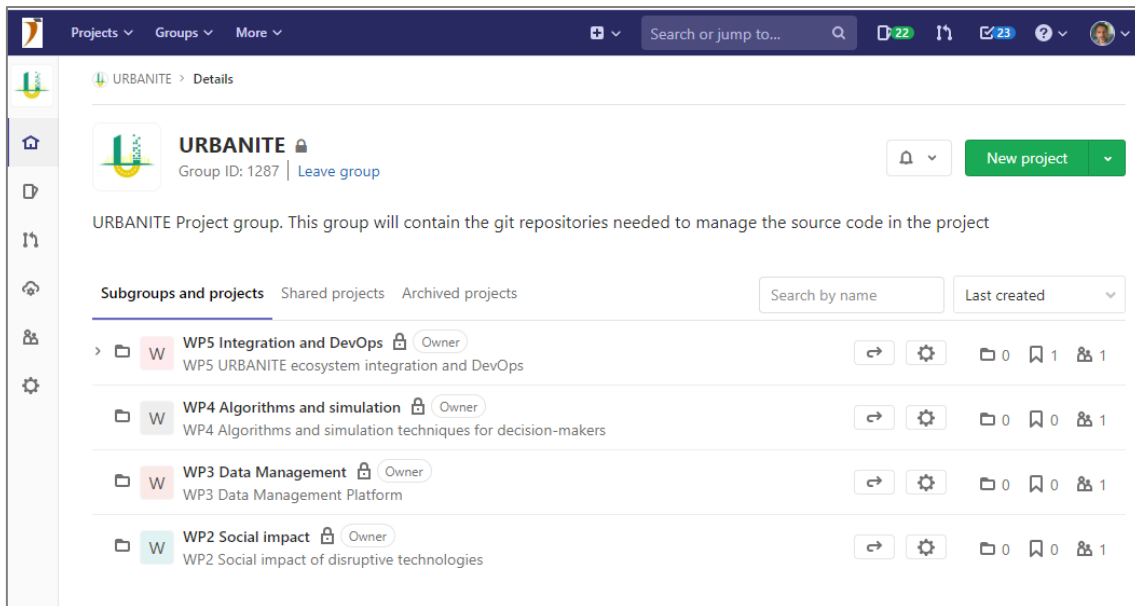 Projects Groups More Search or jump to... 22 23 ?
URBANITE > Details
URBANITE
Group ID: 1287 | Leave group
New project
URBANITE Project group. This group will contain the git repositories needed to manage the source code in the project
Subgroups and projects Shared projects Archived projects Search by name Last created
W WP5 Integration and DevOps Owner 0 1 1
WP5 URBANITE ecosystem integration and DevOps
W WP4 Algorithms and simulation Owner 0 0 1
WP4 Algorithms and simulation techniques for decision-makers
W WP3 Data Management Owner 0 0 1
WP3 Data Management Platform
W WP2 Social impact Owner 0 0 1
WP2 Social impact of disruptive technologies